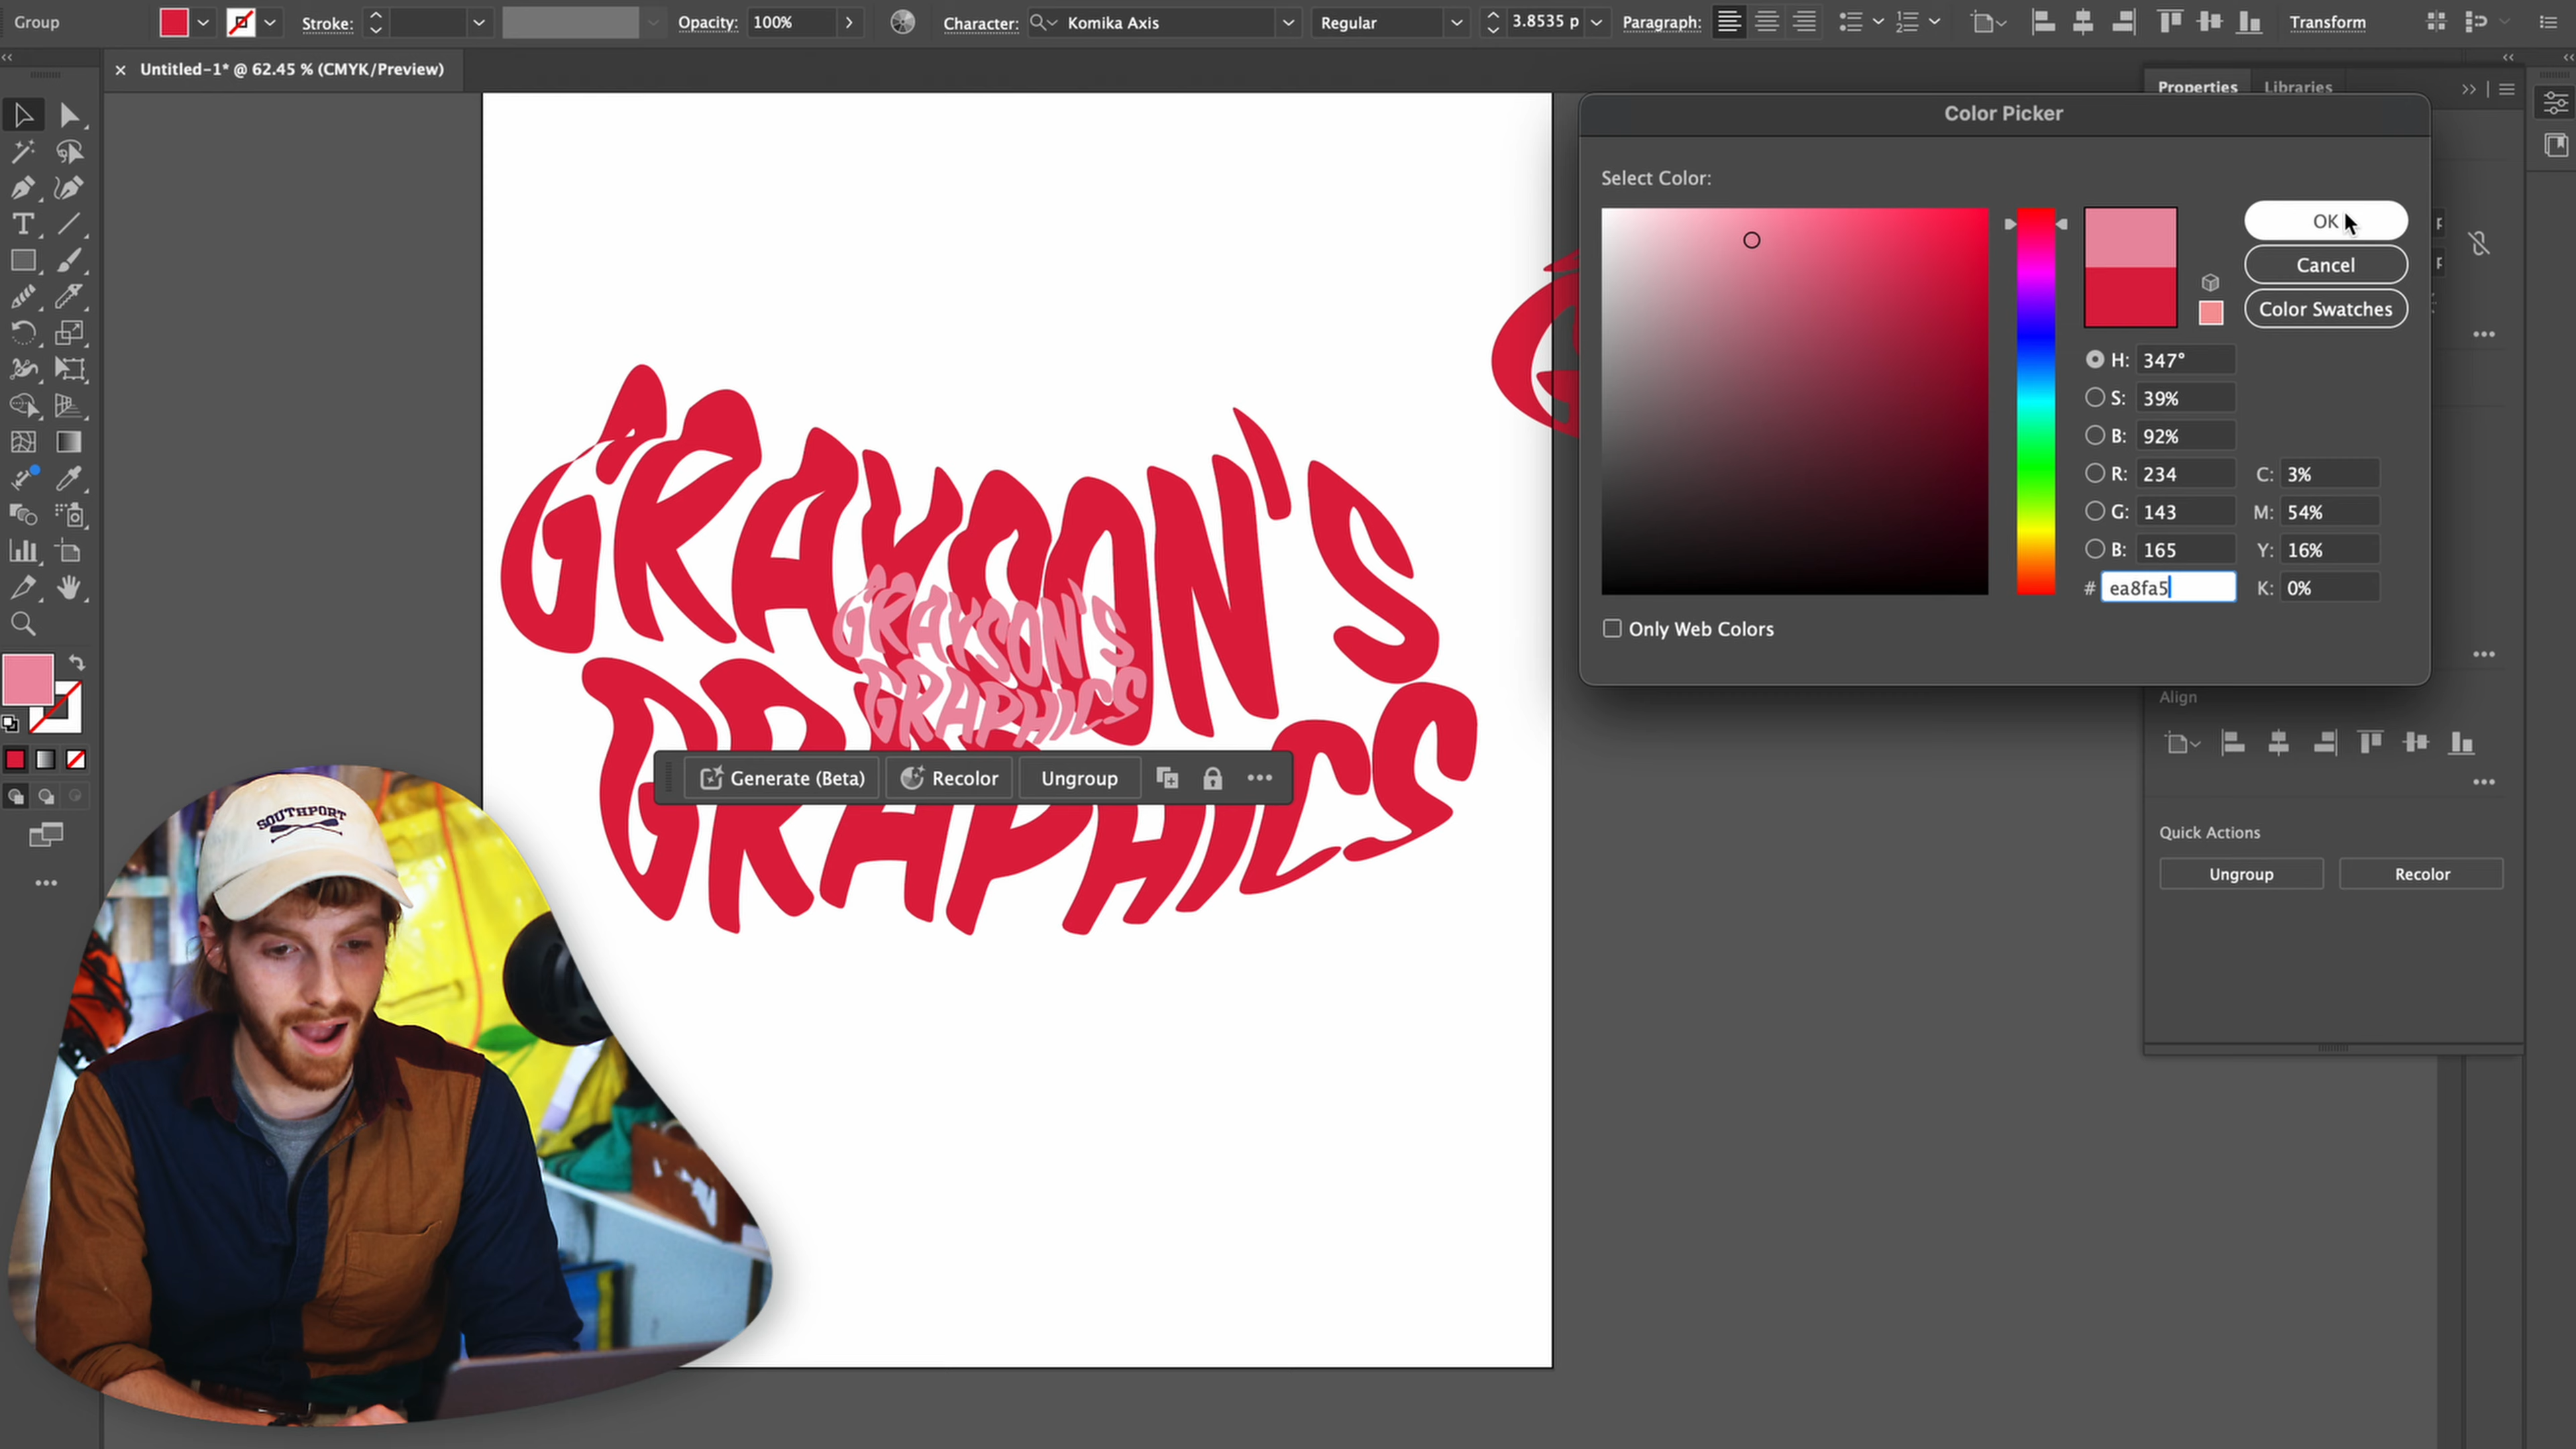 Group
Stroke:
Opacity: 100%
Character: Komika Axis
Regular
3.8535 p
Paragraph:
Transform
× Untitled-1* @ 62.45 % (CMYK/Preview)
Properties Libraries
Color Picker
Select Color:
OK
Cancel
Color Swatches
H: 347°
S: 39%
B: 92%
R: 234
C: 3%
G: 143
M: 54%
B: 165
Y: 16%
# ea8fa5
K: 0%
Only Web Colors
GRAYSON'S
GRAPHICS
GRAYSON'S
GRAPHICS
Generate (Beta) Recolor Ungroup
Align
Quick Actions
Ungroup Recolor
SOUTHPORT